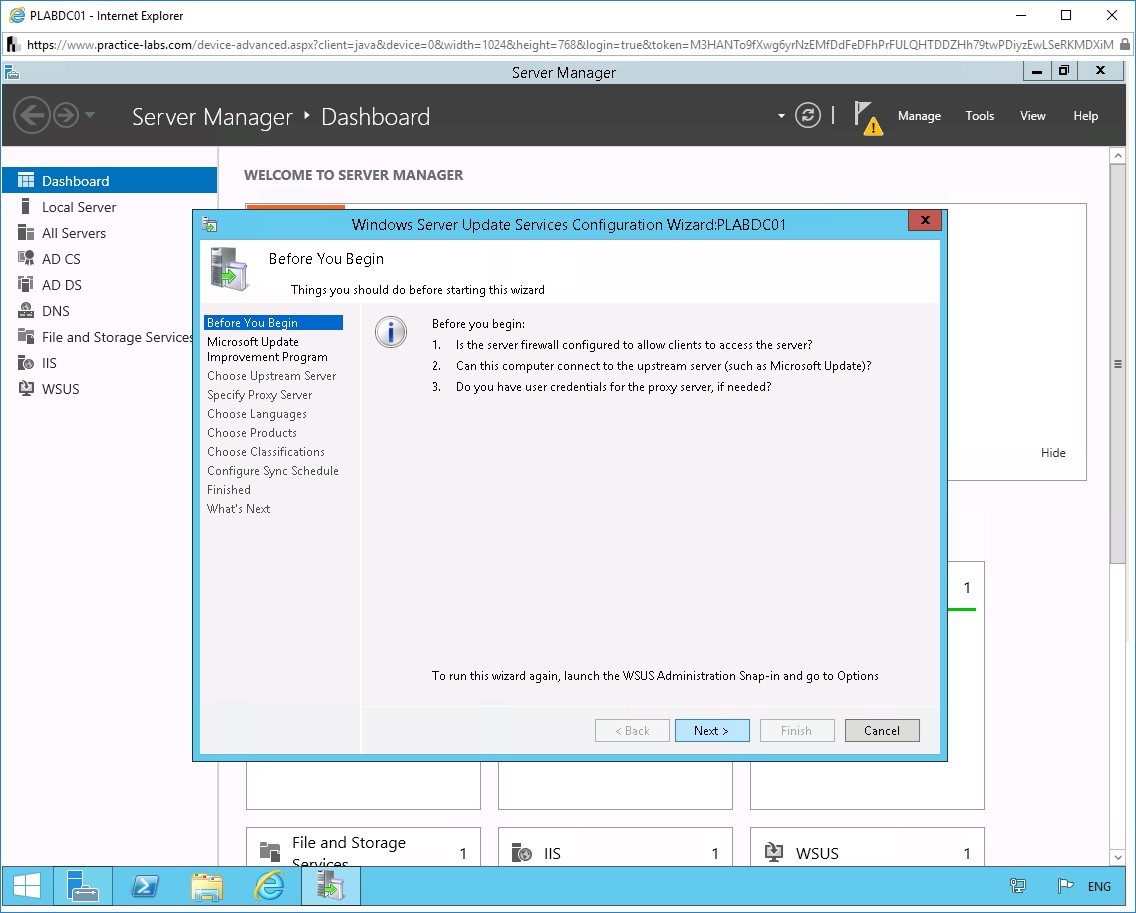 PLABDC01 - Internet Explorer
https://www.practice-labs.com/device-advanced.aspx?client=java&device=0&width=1024&height=768&login=true&token=M3HANTo9fXwg6yrNzEMfDdFeDFhPrFULQHTDDZHh79twPDiyzEwLSeRKMDXiM
Server Manager
Server Manager Dashboard
Manage Tools View Help
Dashboard
Local Server
All Servers
AD CS
AD DS
DNS
File and Storage Services
IIS
WSUS
WELCOME TO SERVER MANAGER
Hide
Windows Server Update Services Configuration Wizard:PLABDC01
X
Before You Begin
Things you should do before starting this wizard
Before You Begin
Microsoft Update
Improvement Program
Choose Upstream Server
Specify Proxy Server
Choose Languages
Choose Products
Choose Classifications
Configure Sync Schedule
Finished
What's Next
Before you begin:
1. Is the server firewall configured to allow clients to access the server?
2. Can this computer connect to the upstream server (such as Microsoft Update)?
3. Do you have user credentials for the proxy server, if needed?
To run this wizard again, launch the WSUS Administration Snap-in and go to Options
< Back Next > Finish Cancel
1
File and Storage
Services
1
IIS 1
WSUS 1
ENG